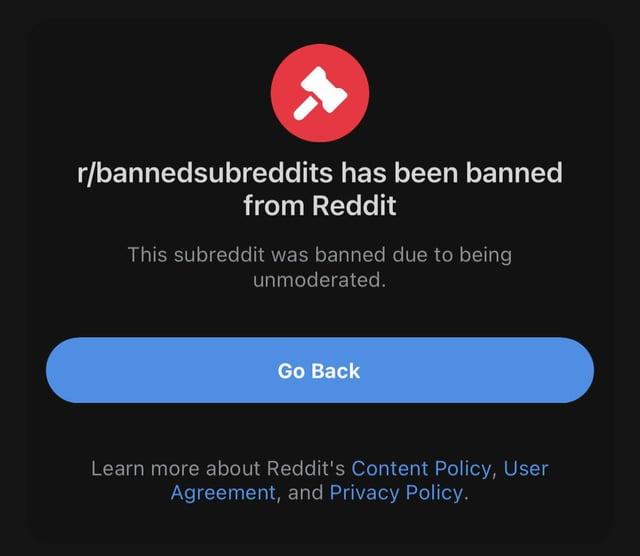 r/bannedsubreddits has been banned
from Reddit
This subreddit was banned due to being
unmoderated.
Go Back
Learn more about Reddit's Content Policy, User
Agreement, and Privacy Policy.